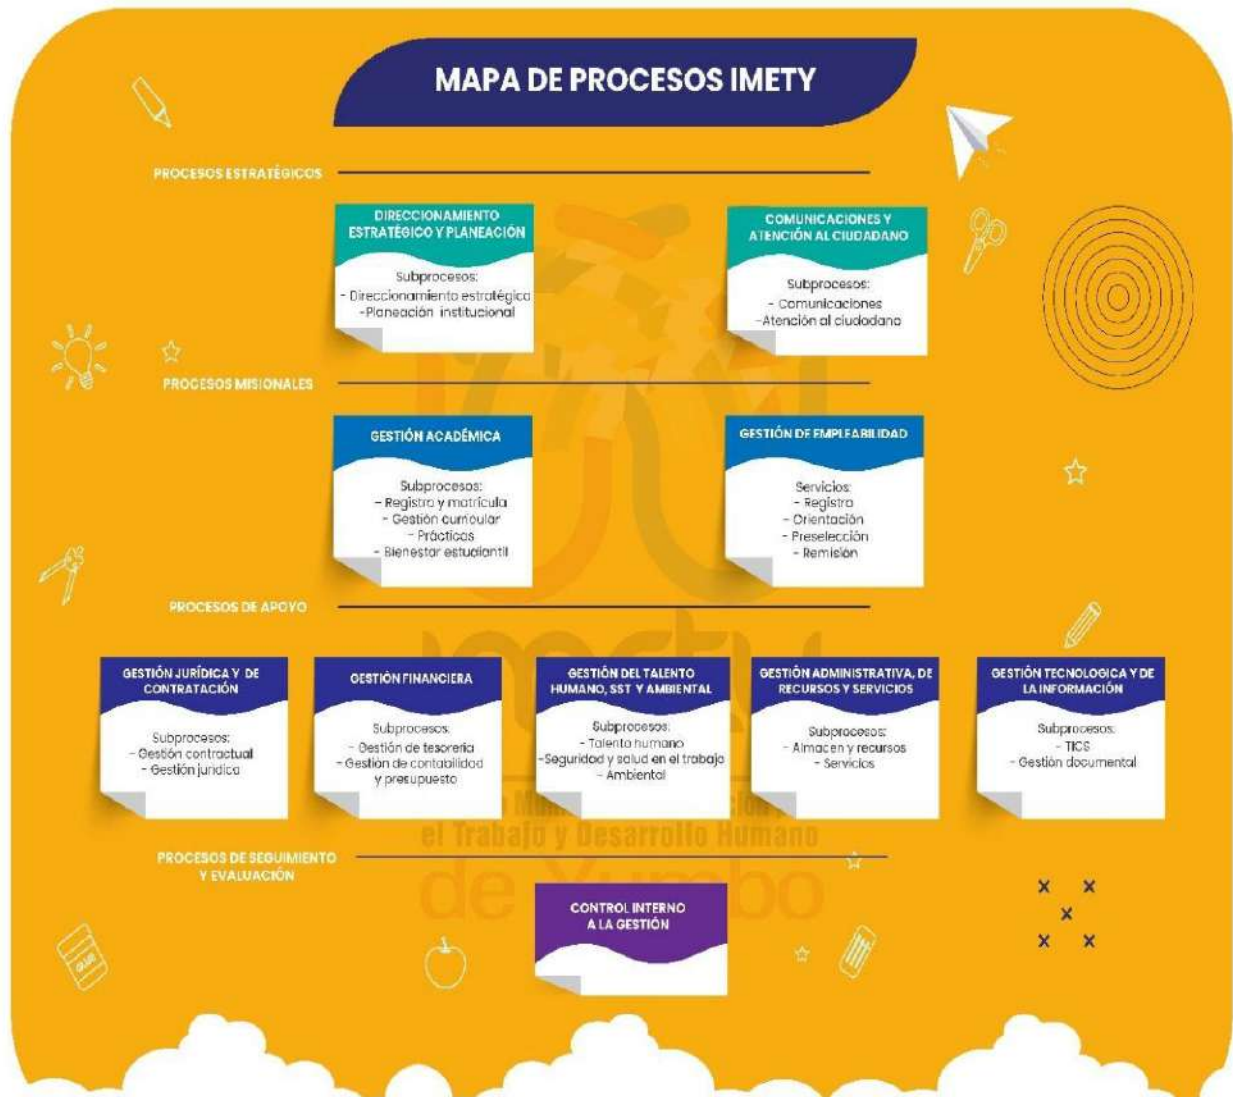 MAPA DE PROCESOS IMETY
PROCESOS ESTRATÉGICOS
DIRECCIONAMIENTO
ESTRATÉGICO Y PLANEACIÓN
Subprocesos:
- Direccionamiento estratégico
-Planeación institucional
COMUNICACIONES Y
ATENCIÓN AL CIUDADANO
Subprocesos:
- Comunicaciones
-Atención al ciudadano
PROCESOS MISIONALES
GESTIÓN ACADÉMICA
Subprocesos:
- Registro y matrícula
- Gestión curricular
- Prácticas
- Bienestar estudiantil
GESTIÓN DE EMPLEABILIDAD
Servicios:
- Registro
- Orientación
- Preselección
- Remisión
PROCESOS DE APOYO
GESTIÓN JURÍDICA Y DE
CONTRATACIÓN
Subprocesos:
- Gestión contractual
- Gestión jurídica
GESTIÓN FINANCIERA
Subprocesos:
- Gestión de tesorería
- Gestión de contabilidad
y presupuesto
GESTIÓN DEL TALENTO
HUMANO, SST Y AMBIENTAL
Subprocesos:
- Talento humano
-Seguridad y salud en el trabajo
- Ambiental
GESTIÓN ADMINISTRATIVA, DE
RECURSOS Y SERVICIOS
Subprocesos:
- Almacen y recursos
- Servicios
GESTIÓN TECNOLOGICA Y DE
LA INFORMACIÓN
Subprocesos:
- TICS
- Gestión documental
el Trabajo y Desarrollo Humano
de Yumbo
PROCESOS DE SEGUIMIENTO
Y EVALUACIÓN
CONTROL INTERNO
A LA GESTIÓN